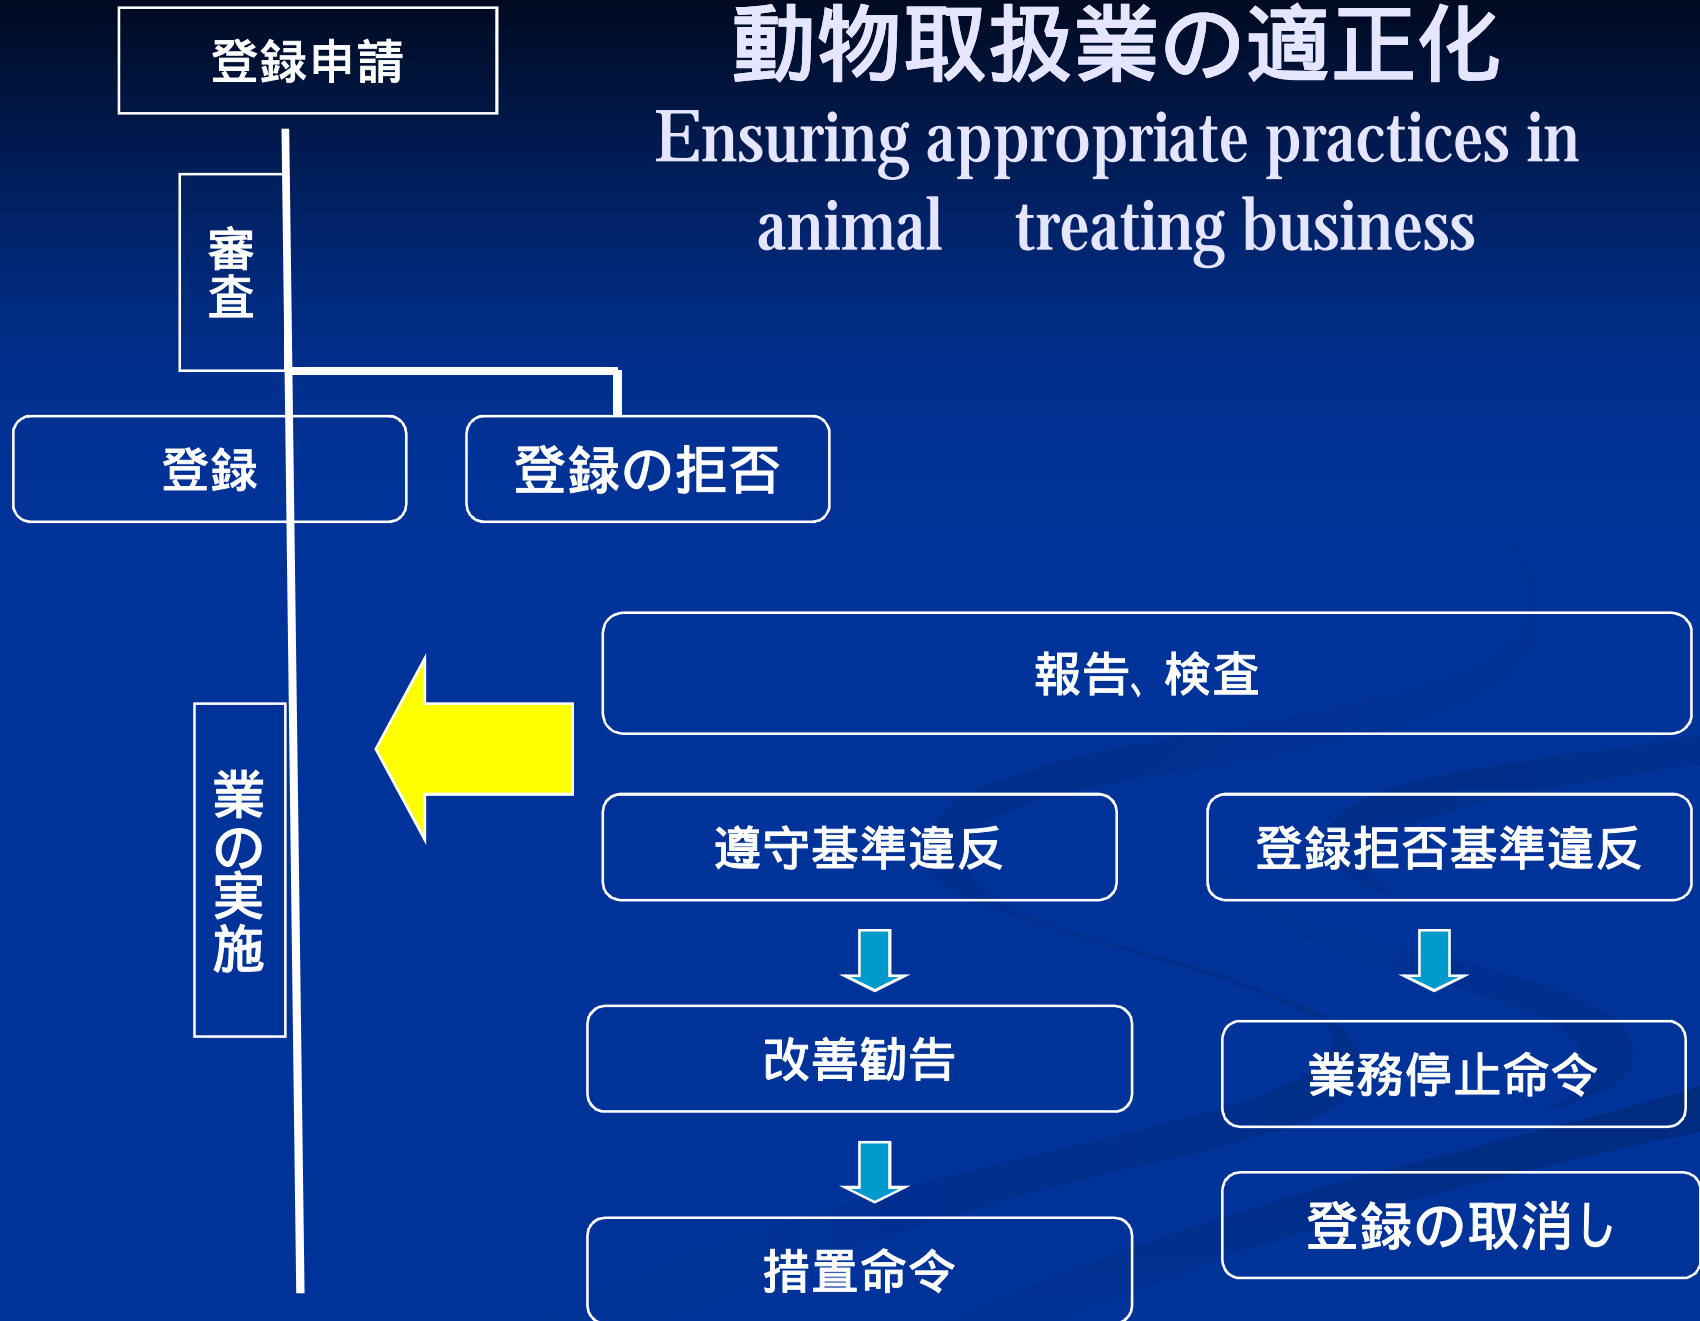 動物取扱業の適正化
Ensuring appropriate practices in
animal treating business
登録申請
審査
登録
登録の拒否
業の実施
報告、検査
遵守基準違反
登録拒否基準違反
改善勧告
業務停止命令
措置命令
登録の取消し